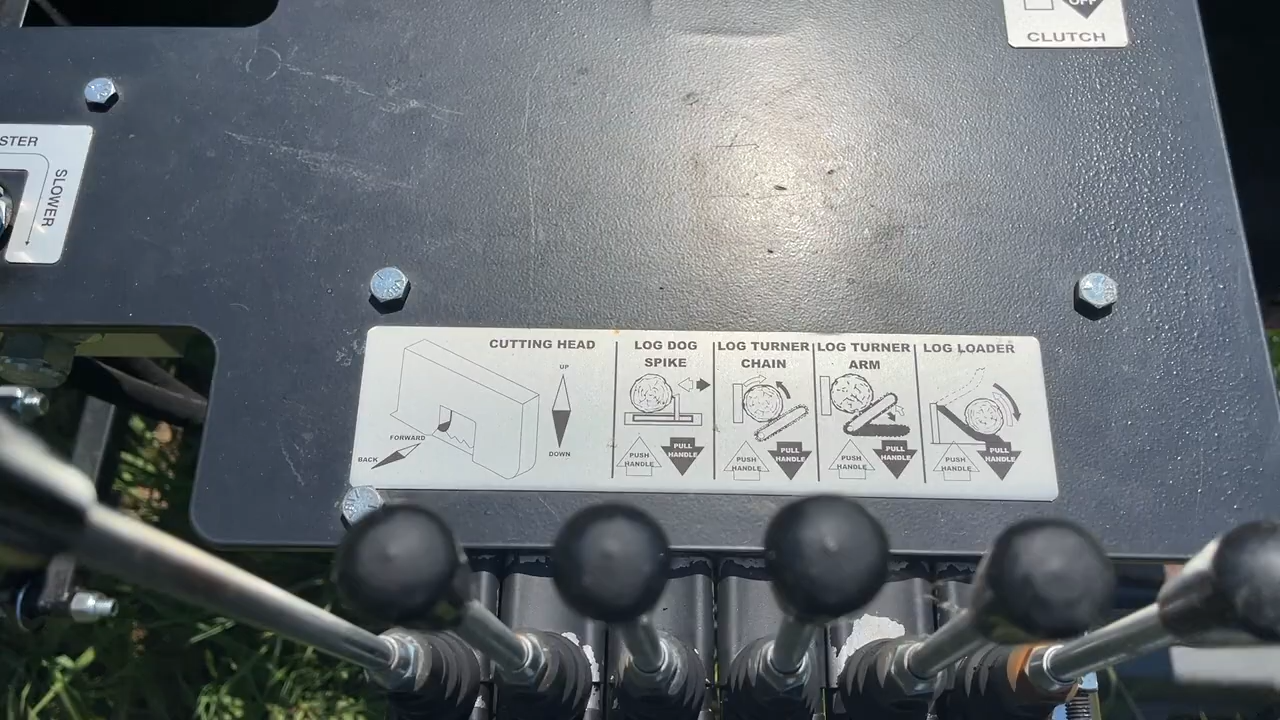 OFF
CLUTCH
STER
SLOWER
CUTTING HEAD
UP
FORWARD
BACK
DOWN
LOG DOG
SPIKE
PUSH
HANDLE
PULL
HANDLE
LOG TURNER
CHAIN
PUSH
HANDLE
PULL
HANDLE
LOG TURNER
ARM
PUSH
HANDLE
PULL
HANDLE
LOG LOADER
PUSH
HANDLE
PULL
HANDLE